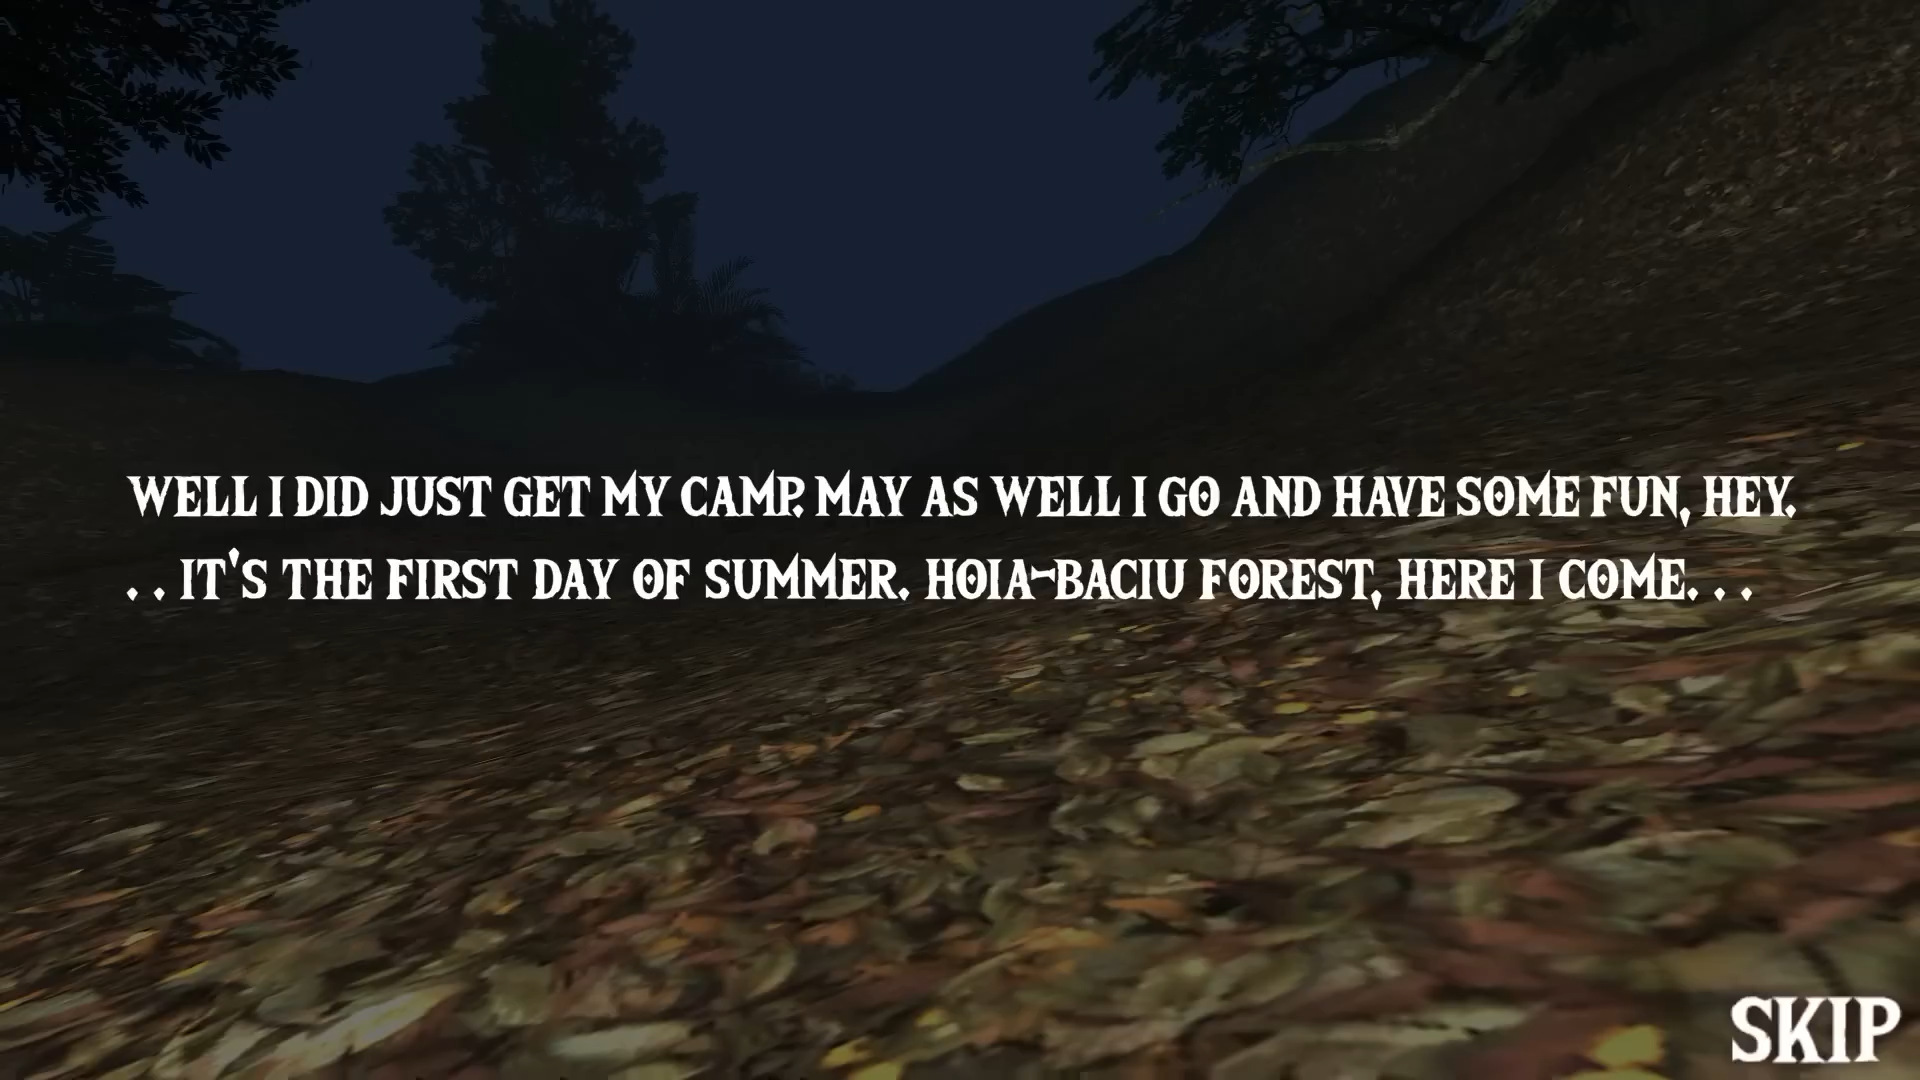 WELL I DID JUST GET MY CAMP. MAY AS WELL I GO AND HAVE SOME FUN, HEY.
. . IT'S THE FIRST DAY OF SUMMER. HOIA-BACIU FOREST, HERE I COME. . .
SKIP